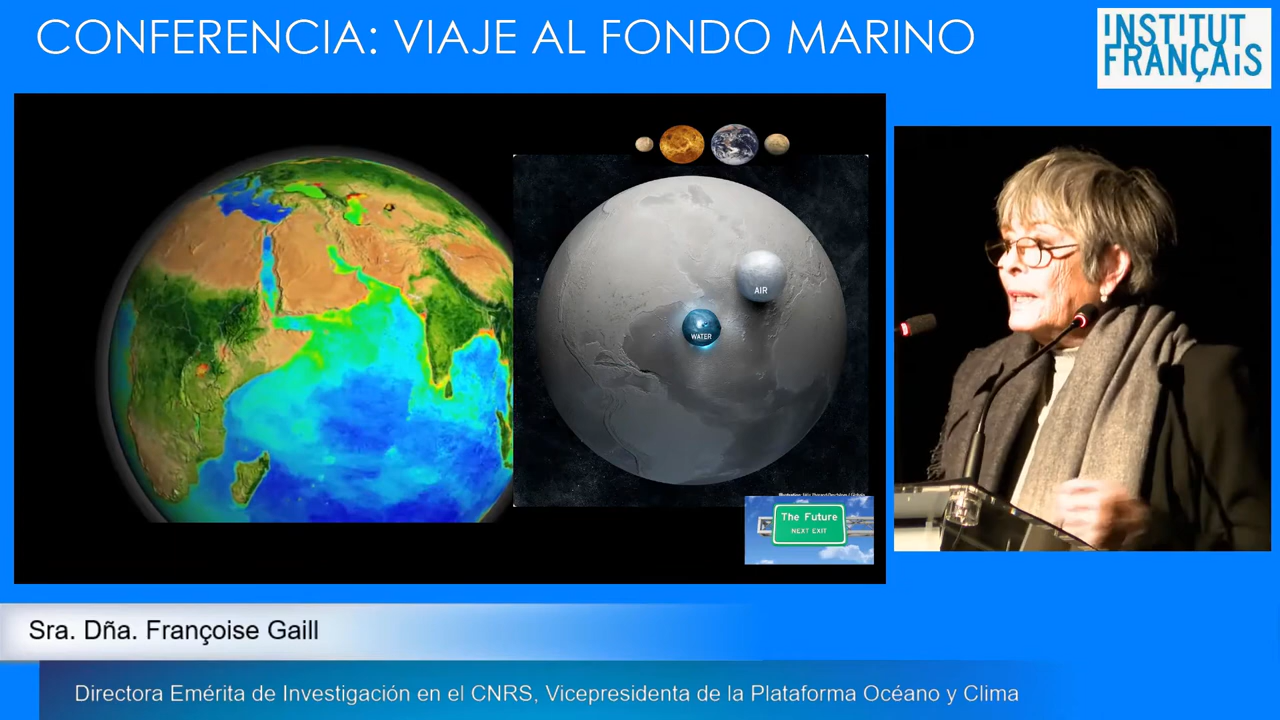 CONFERENCIA: VIAJE AL FONDO MARINO
INSTITUT
FRANÇAIS
AIR
WATER
The Future
NEXT EXIT
Sra. Dña. Françoise Gaill
Directora Emérita de Investigación en el CNRS, Vicepresidenta de la Plataforma Océano y Clima